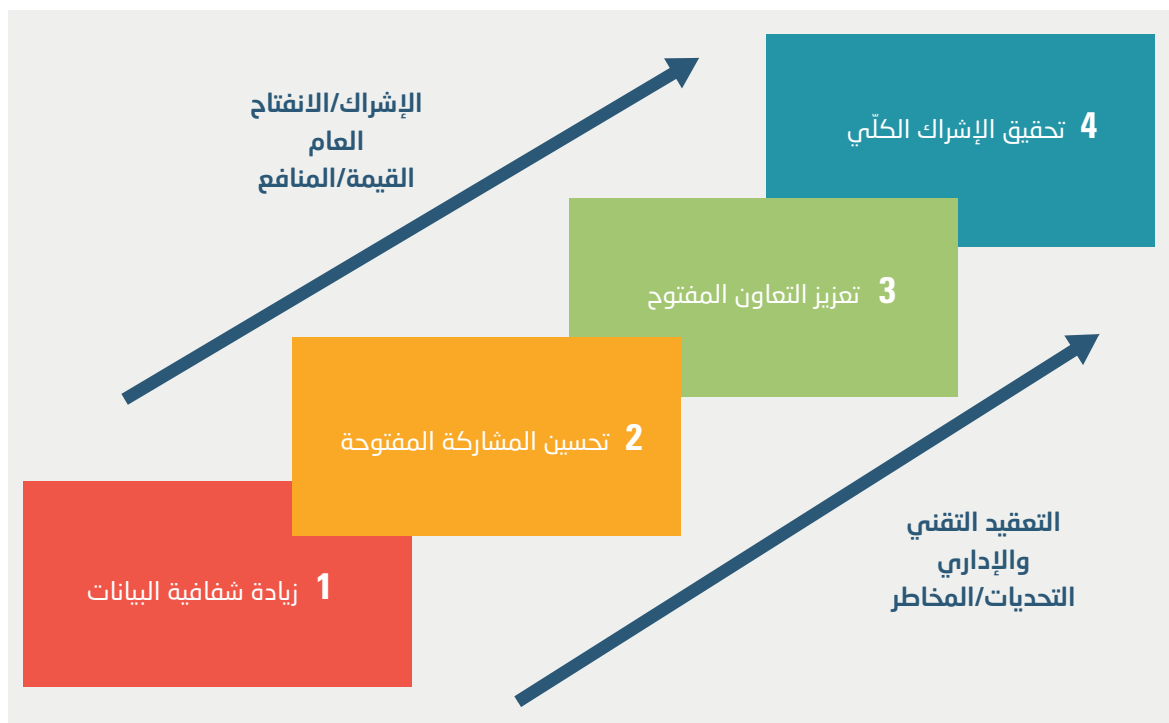 الإشراك/الانفتاح
العام
القيمة/المنافع
4 تحقيق الإشراك الكلّي
3 تعزيز التعاون المفتوح
2 تحسين المشاركة المفتوحة
1 زيادة شفافية البيانات
التعقيد التقني
والإداري
التحديات/المخاطر